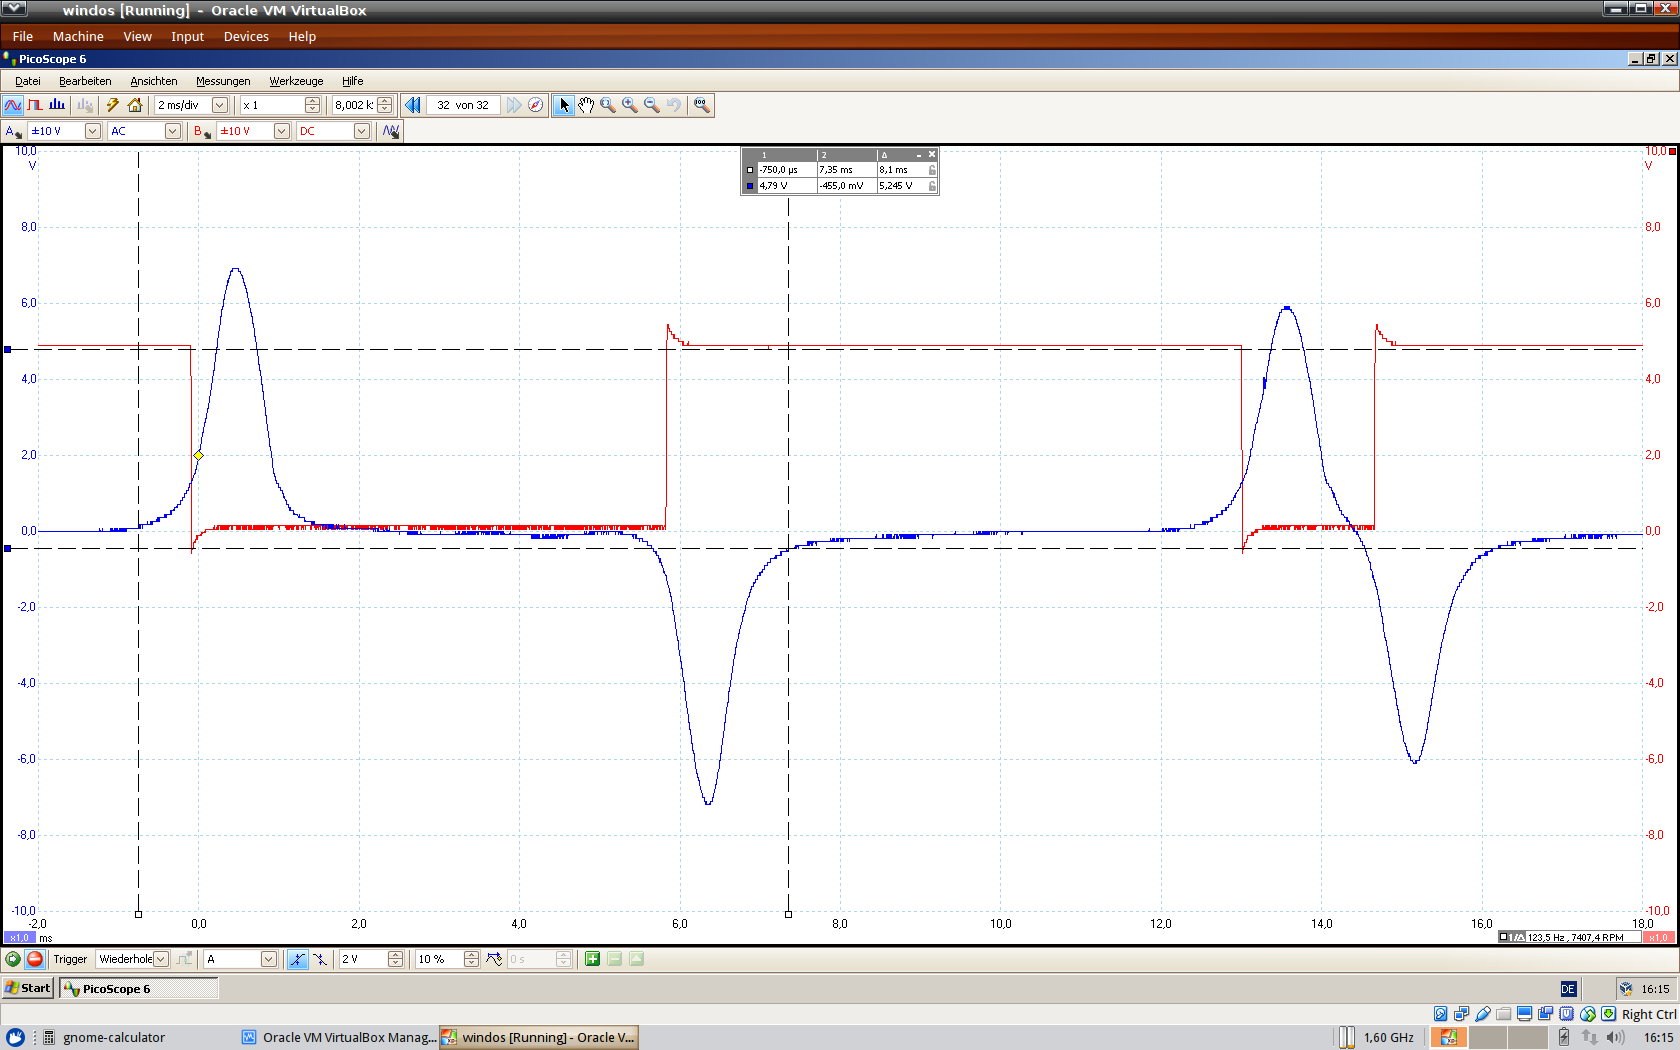 windos [Running] - Oracle VM VirtualBox
File Machine View Input Devices Help
PicoScope 6
Datei Bearbeiten Ansichten Messungen Werkzeuge Hilfe
2 ms/div x 1 8,002 k: 32 von 32
A ±10 V AC B ±10 V DC
10,0 10,0
V V
1 2 Δ
-750,0 µs 7,35 ms 8,1 ms
4,79 V -455,0 mV 5,245 V
8,0 8,0
6,0 6,0
4,0 4,0
2,0 2,0
0,0 0,0
-2,0 -2,0
-4,0 -4,0
-6,0 -6,0
-8,0 -8,0
-10,0 -10,0
-2,0 0,0 2,0 4,0 6,0 8,0 10,0 12,0 14,0 16,0 18,0
x1,0 ms 1/Δ 123,5 Hz , 7407,4 RPM x1,0
Trigger Wiederhole A 2 V 10 % 0 s
Start PicoScope 6 DE 16:15
Right Ctrl
gnome-calculator Oracle VM VirtualBox Manag... windos [Running] - Oracle V... 1,60 GHz 16:15